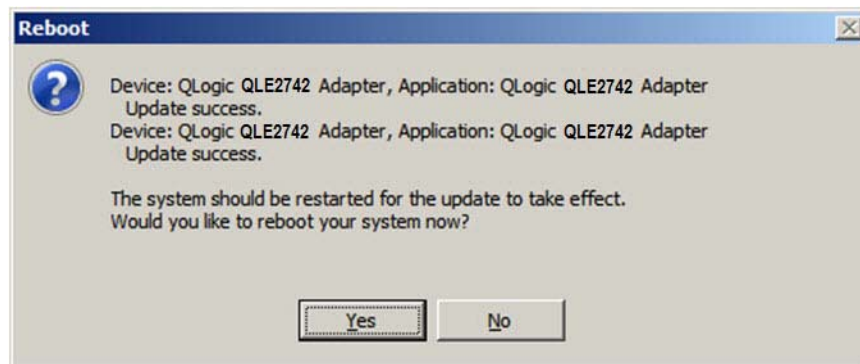 Reboot
Device: QLogic QLE2742 Adapter, Application: QLogic QLE2742 Adapter
Update success.
Device: QLogic QLE2742 Adapter, Application: QLogic QLE2742 Adapter
Update success.
The system should be restarted for the update to take effect.
Would you like to reboot your system now?
Yes No